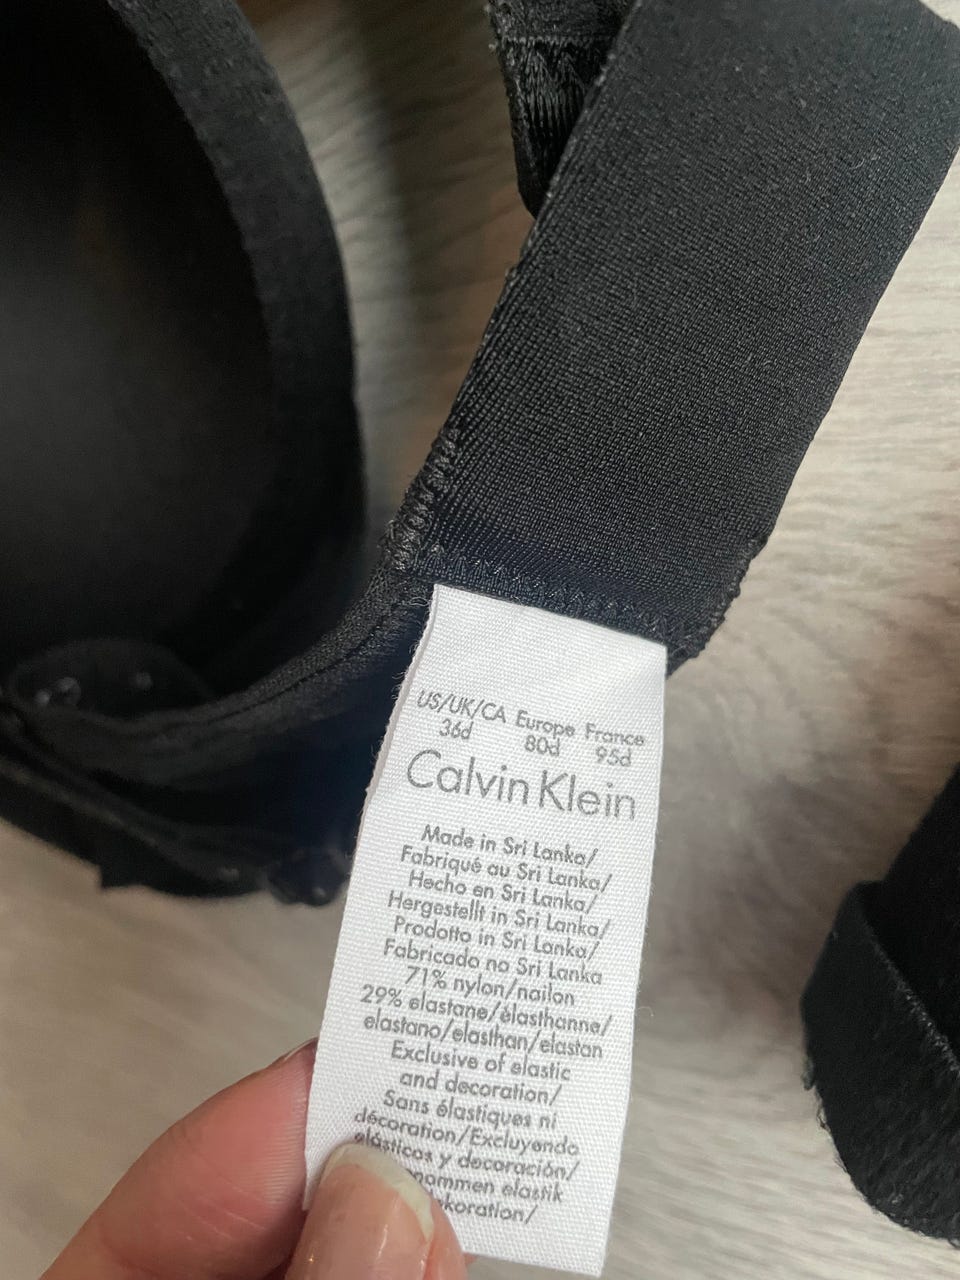 US/UK/CA Europe France
36d 80d 95d
Calvin Klein
Made in Sri Lanka/
Fabriqué au Sri Lanka/
Hecho en Sri Lanka/
Hergestellt in Sri Lanka/
Prodotto in Sri Lanka/
Fabricado no Sri Lanka
71% nylon/nailon
29% elastane/élasthanne/
elastano/elasthan/elastan
Exclusive of elastic
and decoration/
Sans élastiques ni
décoration/Excluyendo
elásticos y decoración/
elastik